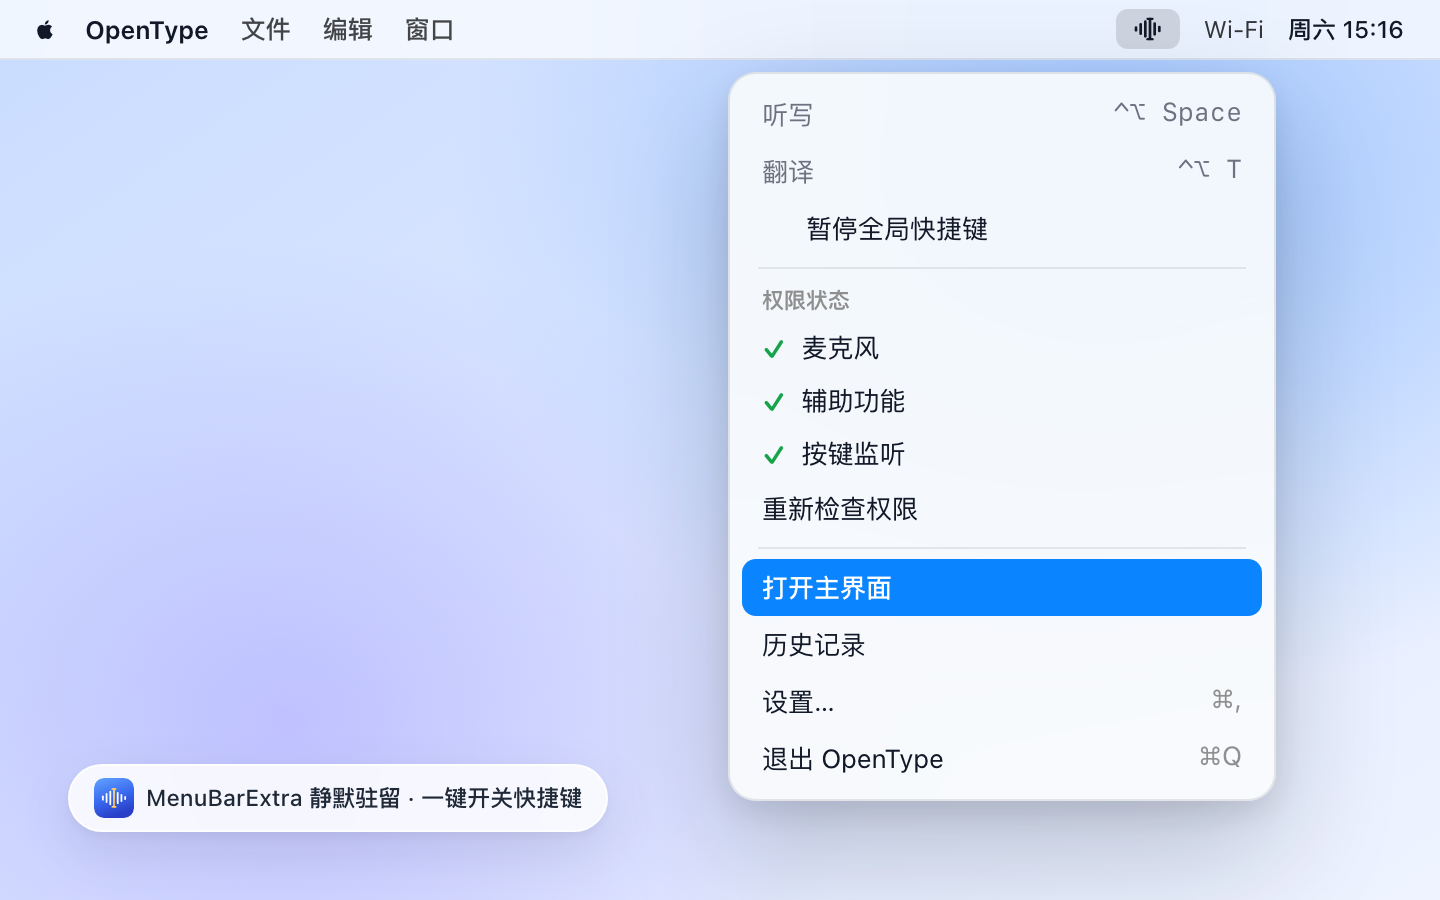 OpenType 文件 编辑 窗口 Wi-Fi 周六 15:16
听写 ^⌥ Space
翻译 ^⌥ T
暂停全局快捷键
权限状态
✓ 麦克风
✓ 辅助功能
✓ 按键监听
重新检查权限
打开主界面
历史记录
设置... ⌘,
退出 OpenType ⌘Q
MenuBarExtra 静默驻留 · 一键开关快捷键